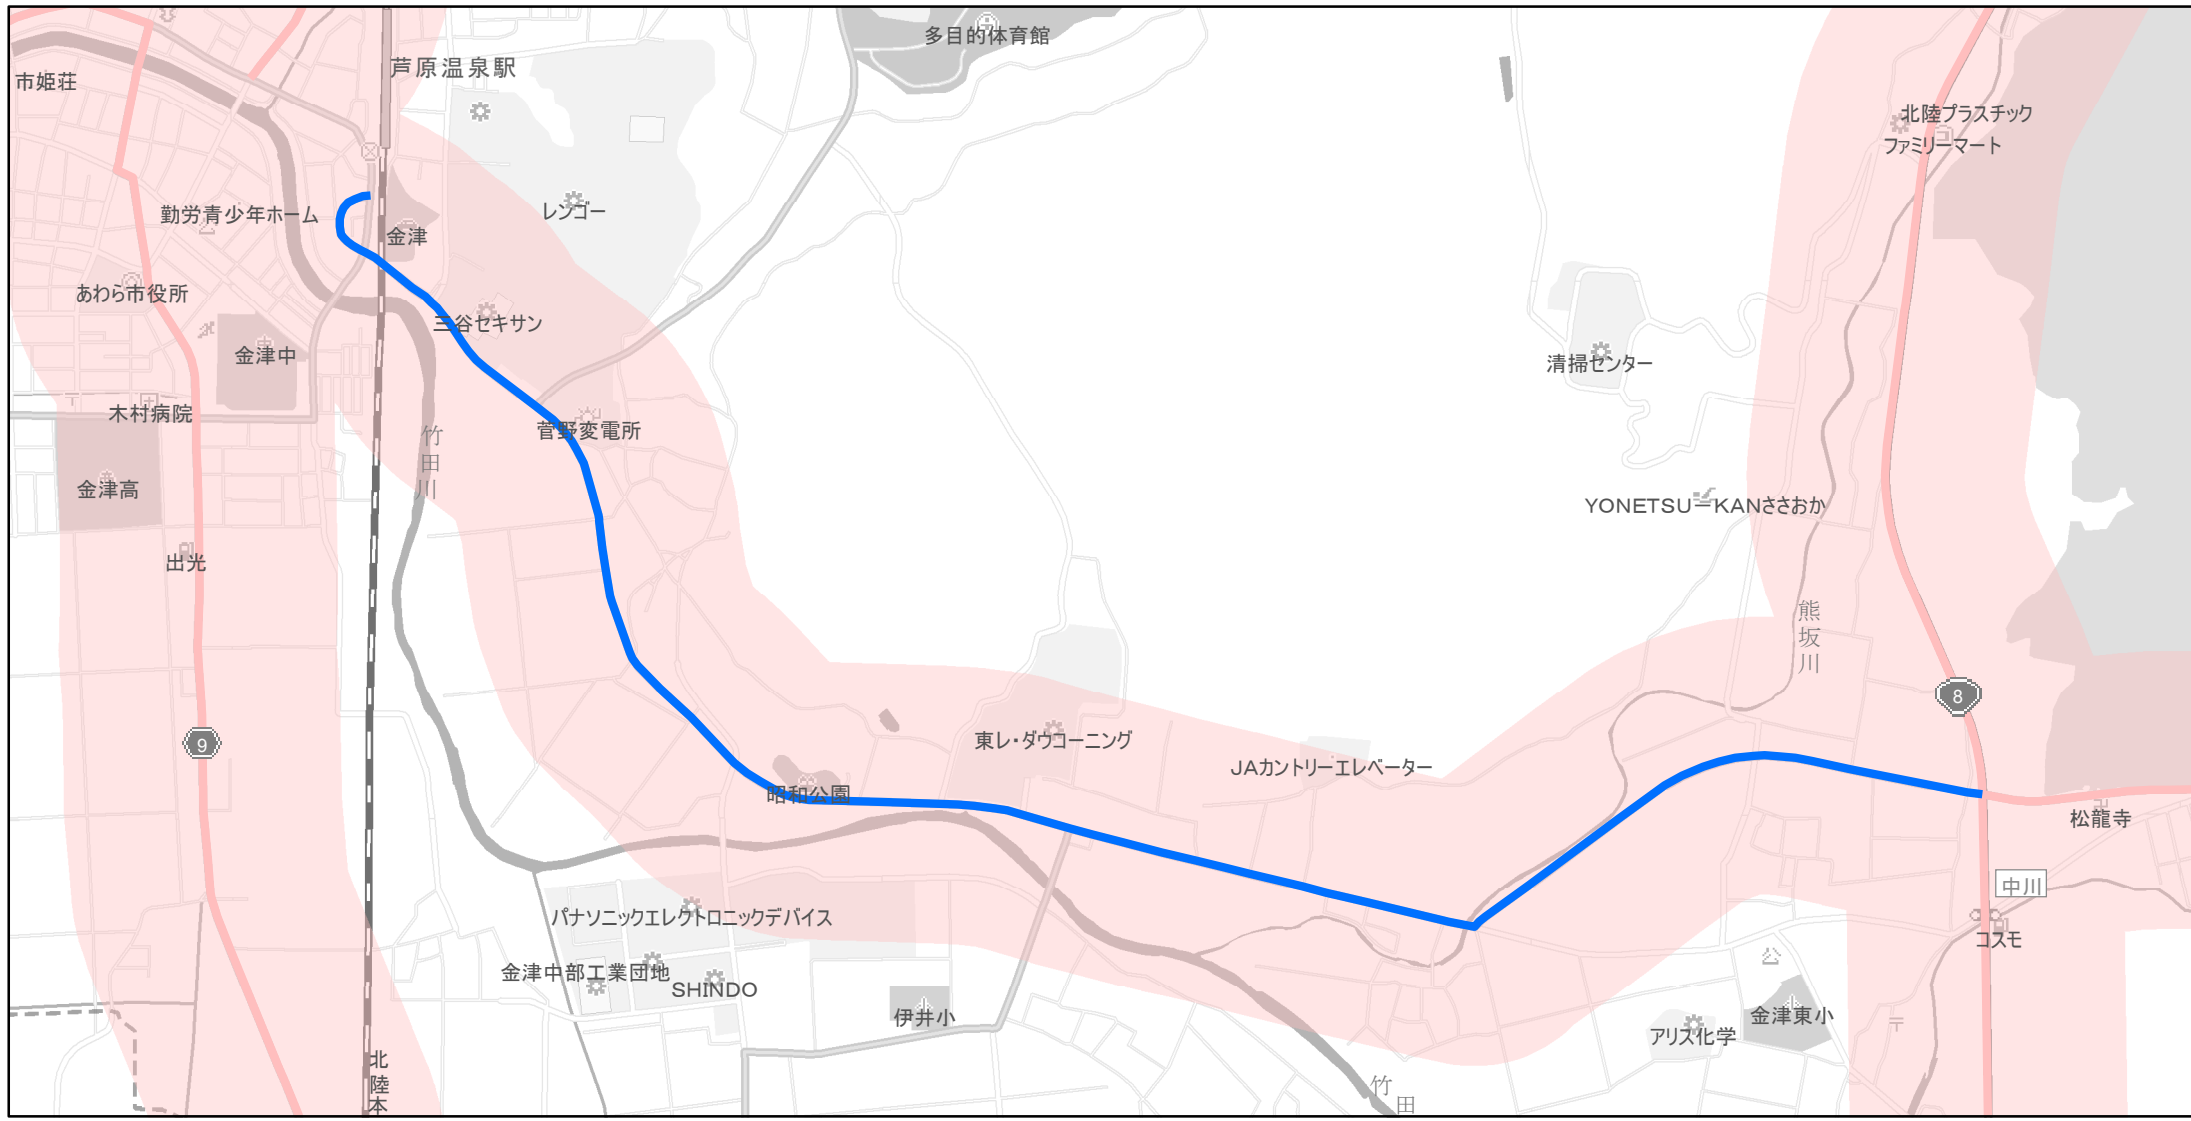 多目的体育館
芦原温泉駅
市姫荘
北陸プラスチック
ファミリーマート
勤労青少年ホーム
レンゴー
金津
あわら市役所
三谷セキサン
金津中
清掃センター
木村病院
菅野変電所
竹田川
金津高
YONETSU－KANささおか
出光
熊坂川
8
9
東レ・ダウコーニング
JAカントリーエレベーター
昭和公園
松龍寺
中川
パナソニックエレクトロニックデバイス
コスモ
金津中部工業団地
SHINDO
伊井小
金津東小
アリス化学
北陸本
竹田